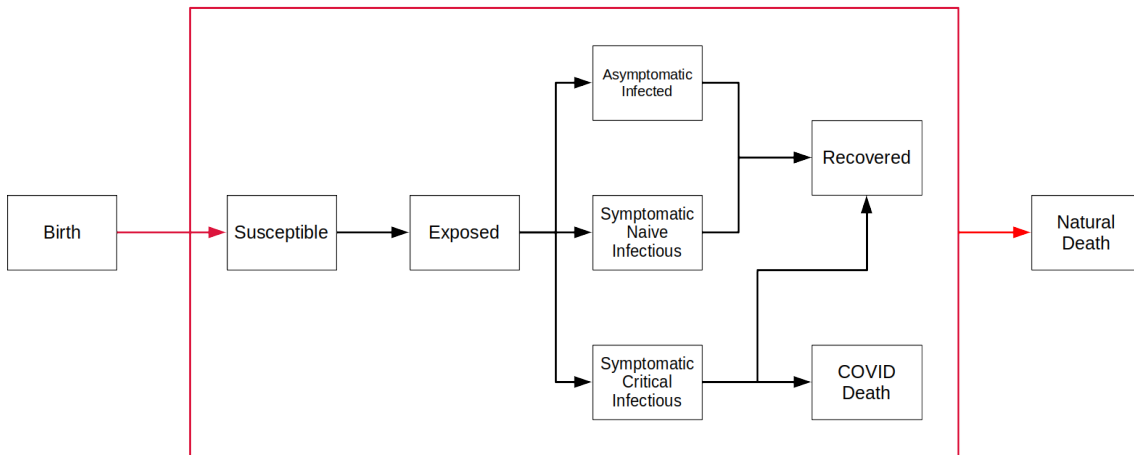 Birth
Susceptible
Exposed
Asymptomatic
Infected
Symptomatic
Naive
Infectious
Symptomatic
Critical
Infectious
Recovered
COVID
Death
Natural
Death